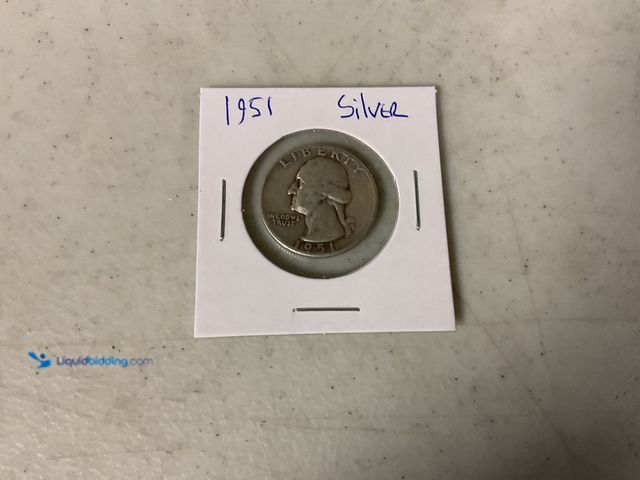 1951 Silver
LIBERTY
IN GOD WE
TRUST
1951
Liquidbidding.com